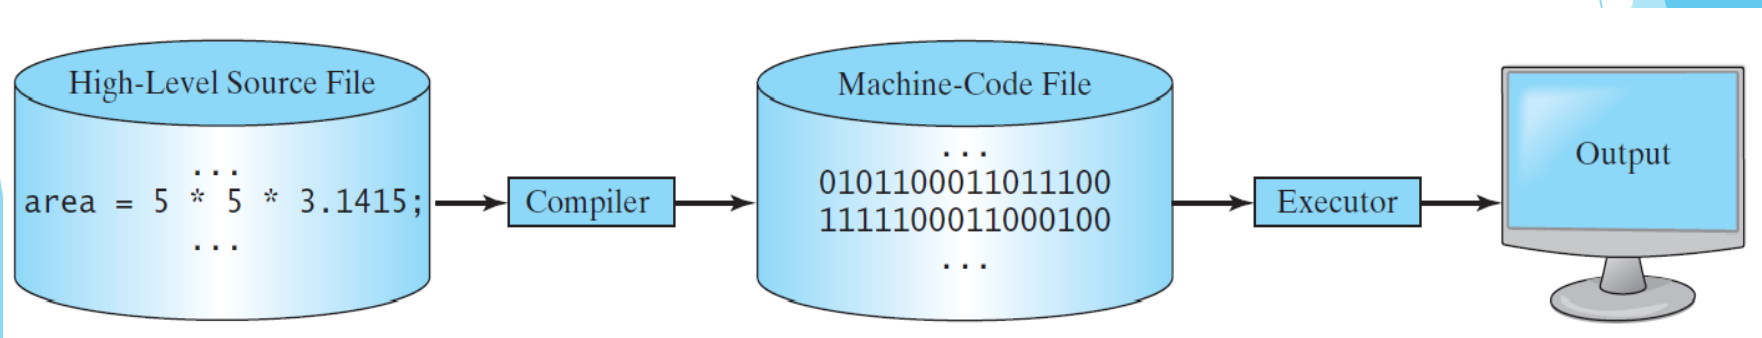 High-Level Source File
...
area = 5 * 5 * 3.1415;
...
Compiler
Machine-Code File
...
0101100011011100
1111100011000100
...
Executor
Output